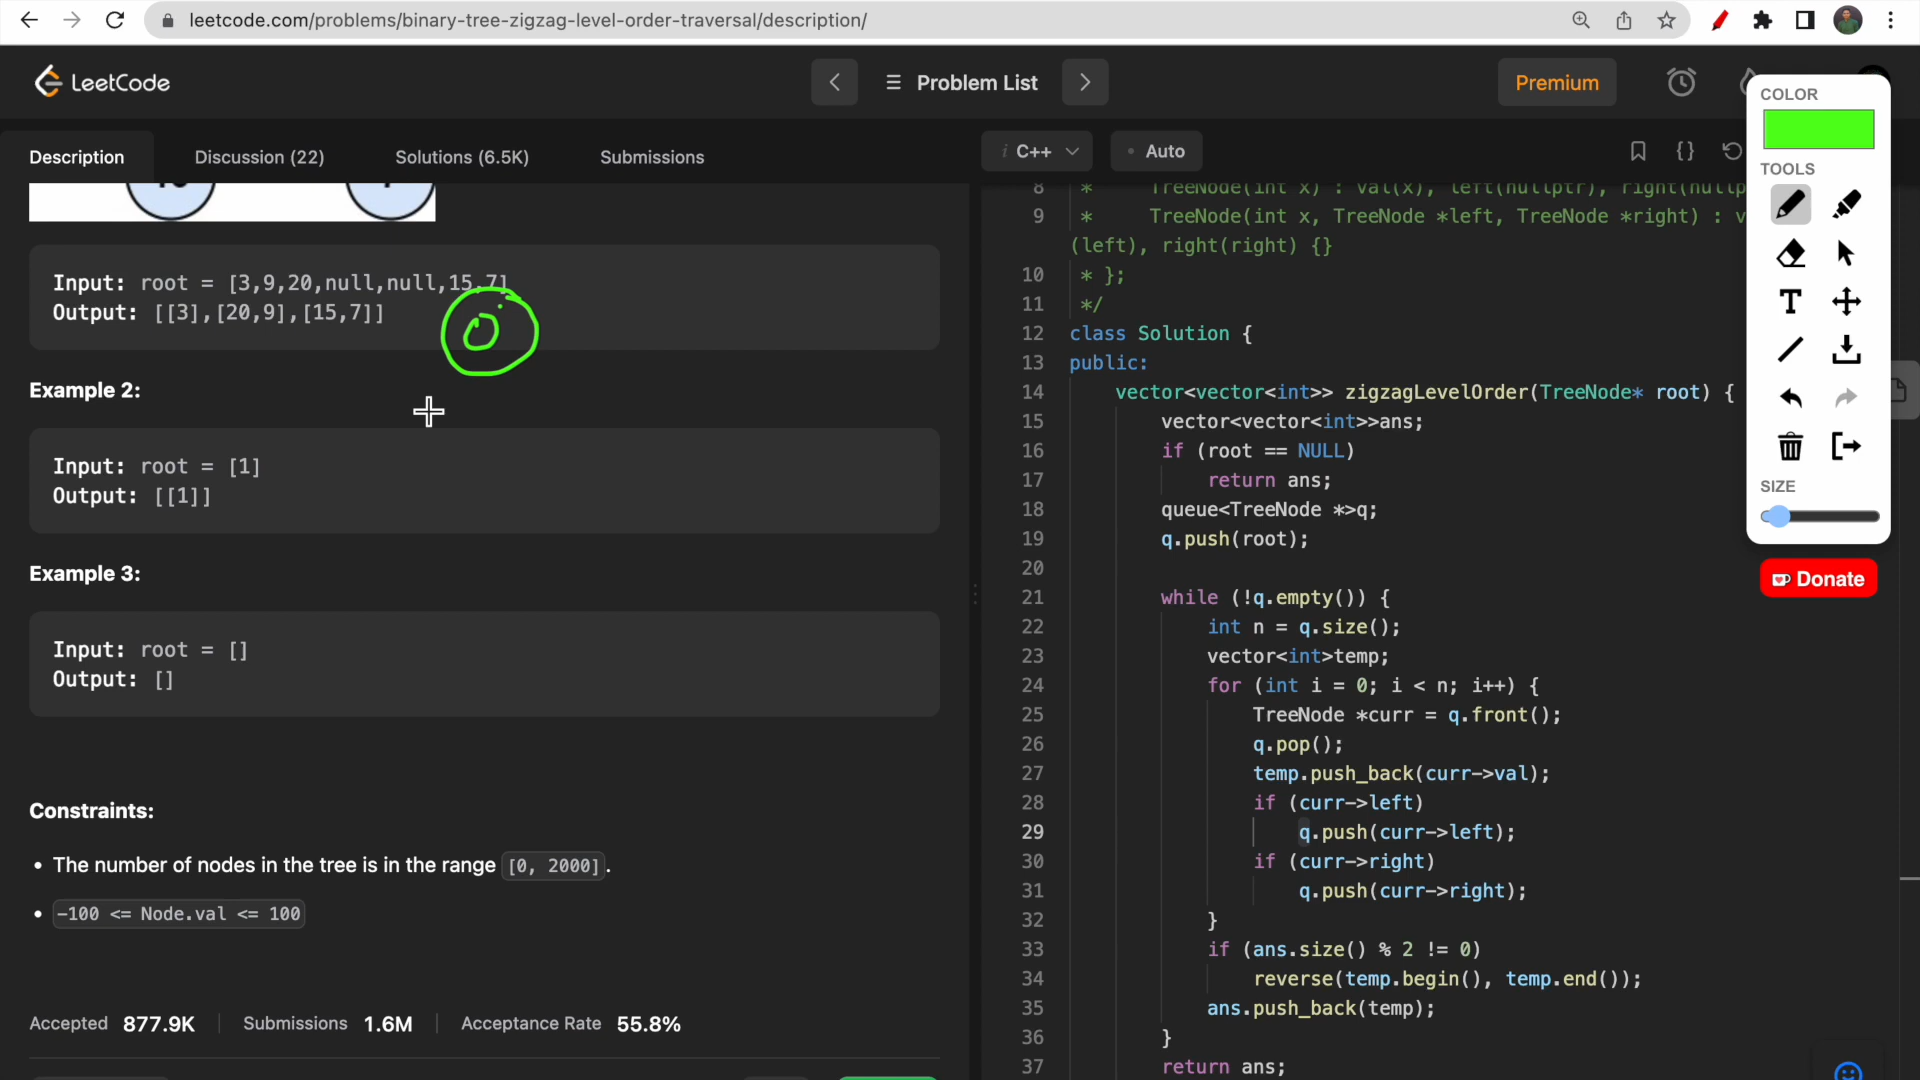 leetcode.com/problems/binary-tree-zigzag-level-order-traversal/description/
LeetCode
Problem List
Premium
Description
Discussion (22)
Solutions (6.5K)
Submissions
Input: root = [3,9,20,null,null,15,7]
Output: [[3],[20,9],[15,7]]
0
Example 2:
Input: root = [1]
Output: [[1]]
Example 3:
Input: root = []
Output: []
Constraints:
• The number of nodes in the tree is in the range [0, 2000].
• -100 <= Node.val <= 100
Accepted 877.9K
Submissions 1.6M
Acceptance Rate 55.8%
i C++
• Auto
{}
8 * TreeNode(int x) : val(x), left(nullptr), right(nullp
9 * TreeNode(int x, TreeNode *left, TreeNode *right) : v
(left), right(right) {}
10 * };
11 */
12 class Solution {
13 public:
14 vector<vector<int>> zigzagLevelOrder(TreeNode* root) {
15 vector<vector<int>>ans;
16 if (root == NULL)
17 return ans;
18 queue<TreeNode *>q;
19 q.push(root);
20
21 while (!q.empty()) {
22 int n = q.size();
23 vector<int>temp;
24 for (int i = 0; i < n; i++) {
25 TreeNode *curr = q.front();
26 q.pop();
27 temp.push_back(curr->val);
28 if (curr->left)
29 q.push(curr->left);
30 if (curr->right)
31 q.push(curr->right);
32 }
33 if (ans.size() % 2 != 0)
34 reverse(temp.begin(), temp.end());
35 ans.push_back(temp);
36 }
37 return ans;
COLOR
TOOLS
T
SIZE
Donate